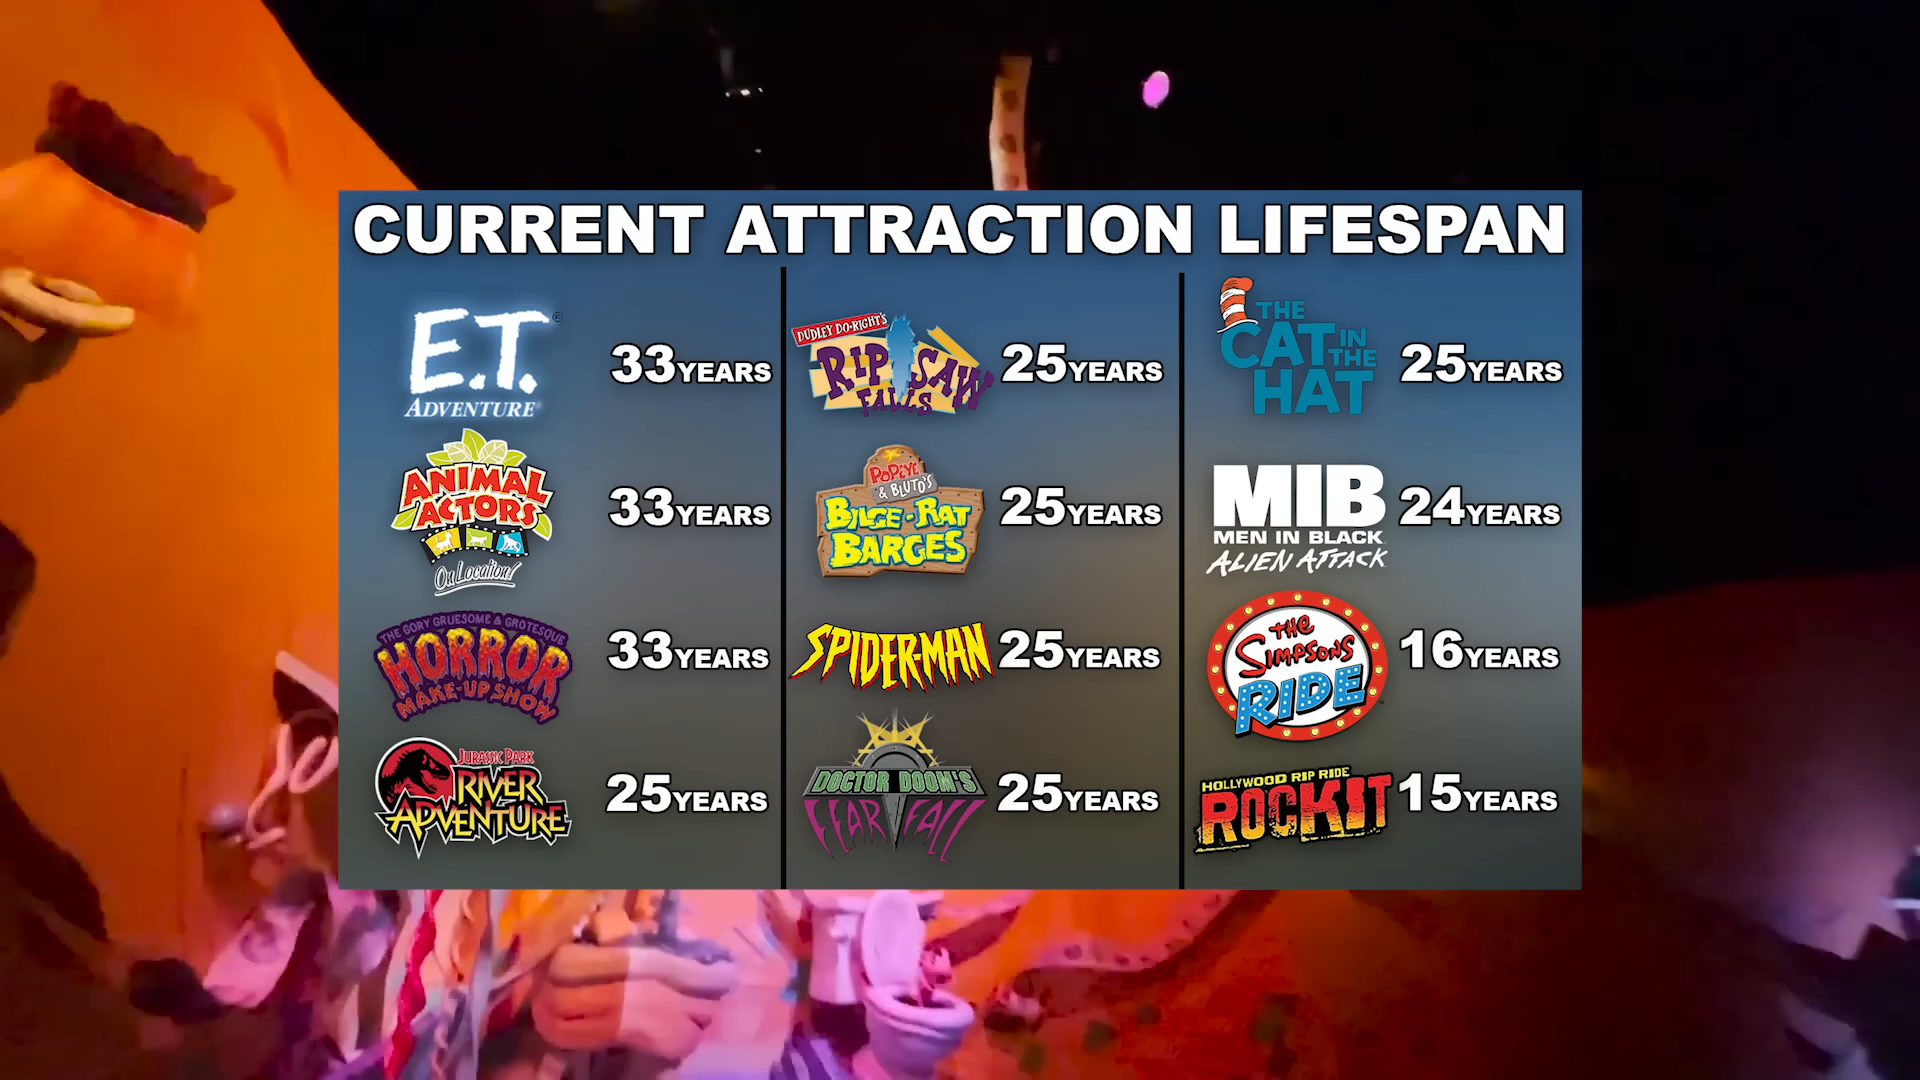 CURRENT ATTRACTION LIFESPAN
E.T.
ADVENTURE
33YEARS
ANIMAL
ACTORS
On Location!
33YEARS
THE GORY GRUESOME & GROTESQUE
HORROR
MAKE-UP SHOW
33YEARS
JURASSIC PARK
RIVER
ADVENTURE
25YEARS
DUDLEY DO-RIGHT'S
RIP SAW
FALLS
25YEARS
POPEYE
& BLUTO'S
BILGE-RAT
BARGES
25YEARS
SPIDER-MAN
25YEARS
DOCTOR DOOM'S
FEAR FALL
25YEARS
THE
CAT IN
THE
HAT
25YEARS
MIB
MEN IN BLACK
ALIEN ATTACK
24YEARS
THE
SIMPSONS
RIDE
16YEARS
HOLLYWOOD RIP RIDE
ROCKIT
15YEARS